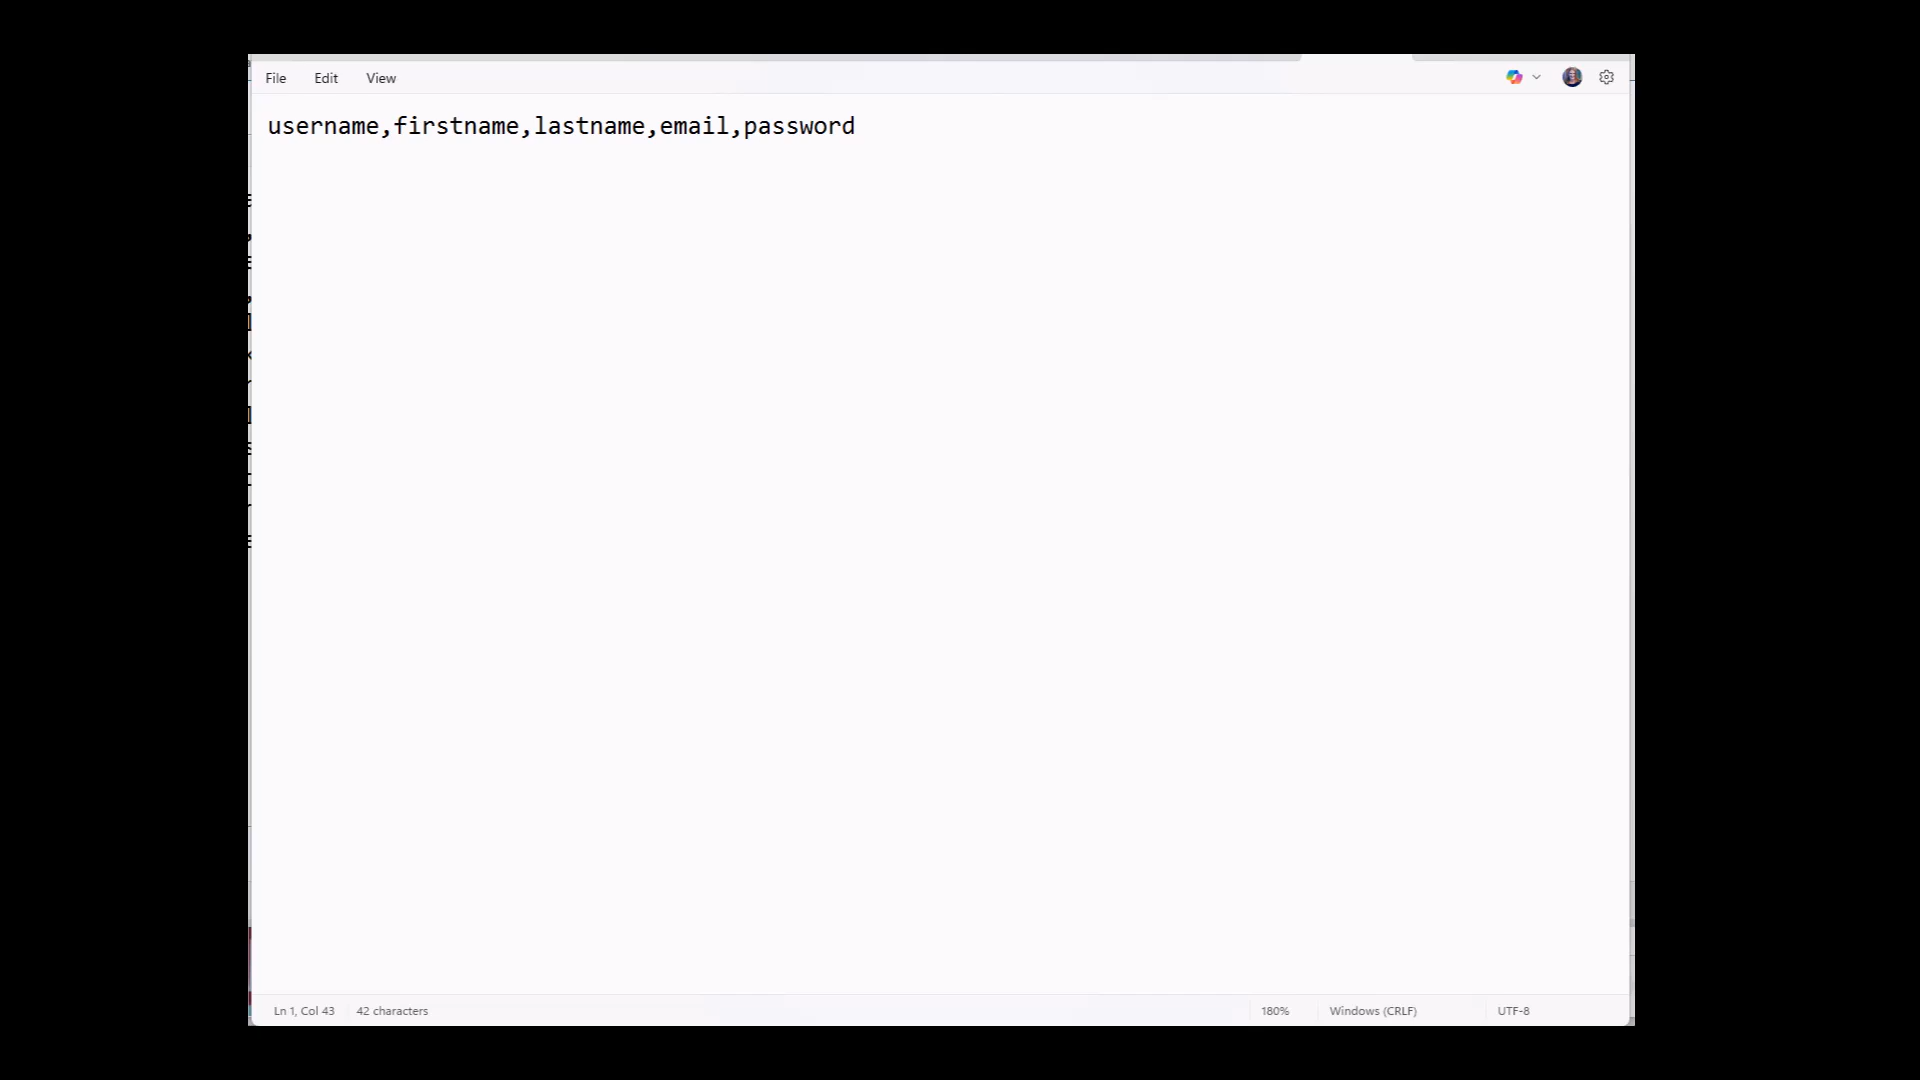 File Edit View
username,firstname,lastname,email,password
Ln 1, Col 43 42 characters 180% Windows (CRLF) UTF-8